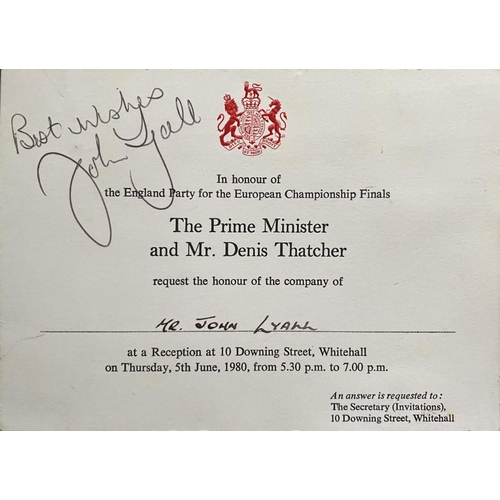 Best wishes
John Lyall
In honour of
the England Party for the European Championship Finals
The Prime Minister
and Mr. Denis Thatcher
request the honour of the company of
MR. JOHN LYALL
at a Reception at 10 Downing Street, Whitehall
on Thursday, 5th June, 1980, from 5.30 p.m. to 7.00 p.m.
An answer is requested to:
The Secretary (Invitations),
10 Downing Street, Whitehall